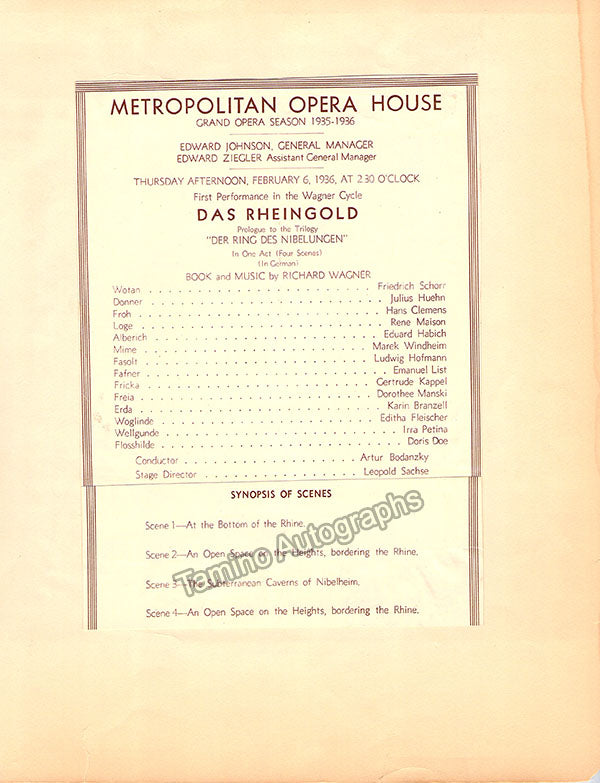 METROPOLITAN OPERA HOUSE
GRAND OPERA SEASON 1935-1936
EDWARD JOHNSON, GENERAL MANAGER
EDWARD ZIEGLER Assistant General Manager
THURSDAY AFTERNOON, FEBRUARY 6, 1936, AT 2.30 O'CLOCK
First Performance in the Wagner Cycle
DAS RHEINGOLD
Prologue to the Trilogy
"DER RING DES NIBELUNGEN"
In One Act (Four Scenes)
(In German)
BOOK and MUSIC by RICHARD WAGNER
Wotan . . . . . . . . . . . . . . . . . . . . Friedrich Schorr
Donner . . . . . . . . . . . . . . . . . . . . Julius Huehn
Froh . . . . . . . . . . . . . . . . . . . . Hans Clemens
Loge . . . . . . . . . . . . . . . . . . . . Rene Maison
Alberich . . . . . . . . . . . . . . . . . . . . Eduard Habich
Mime . . . . . . . . . . . . . . . . . . . . Marek Windheim
Fasolt . . . . . . . . . . . . . . . . . . . . Ludwig Hofmann
Fafner . . . . . . . . . . . . . . . . . . . . Emanuel List
Fricka . . . . . . . . . . . . . . . . . . . . Gertrude Kappel
Freia . . . . . . . . . . . . . . . . . . . . Dorothee Manski
Erda . . . . . . . . . . . . . . . . . . . . Karin Branzell
Woglinde . . . . . . . . . . . . . . . . . . . . Editha Fleischer
Wellgunde . . . . . . . . . . . . . . . . . . . . Irra Petina
Flosshilde . . . . . . . . . . . . . . . . . . . . Doris Doe
Conductor . . . . . . . . . . . . . . . . Artur Bodanzky
Stage Director . . . . . . . . . . . . . . . . Leopold Sachse
SYNOPSIS OF SCENES
Scene 1—At the Bottom of the Rhine.
Scene 2—An Open Space on the Heights, bordering the Rhine.
Scene 3—The Subterranean Caverns of Nibelheim.
Scene 4—An Open Space on the Heights, bordering the Rhine.
Tamino Autographs